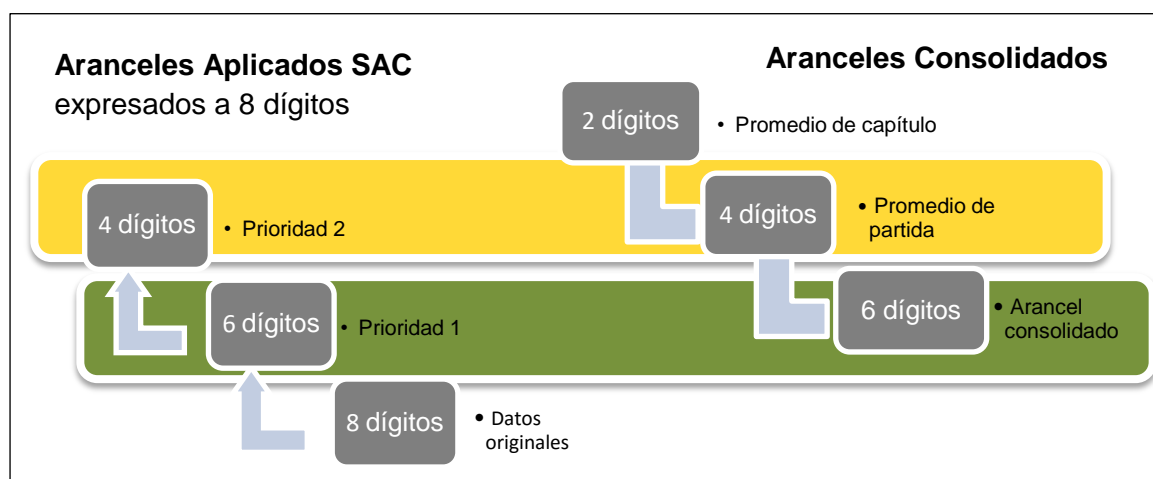 Aranceles Aplicados SAC
expresados a 8 dígitos
Aranceles Consolidados
2 dígitos
• Promedio de capítulo
4 dígitos
• Prioridad 2
4 dígitos
• Promedio de
partida
6 dígitos
• Prioridad 1
6 dígitos
• Arancel
consolidado
8 dígitos
• Datos
originales